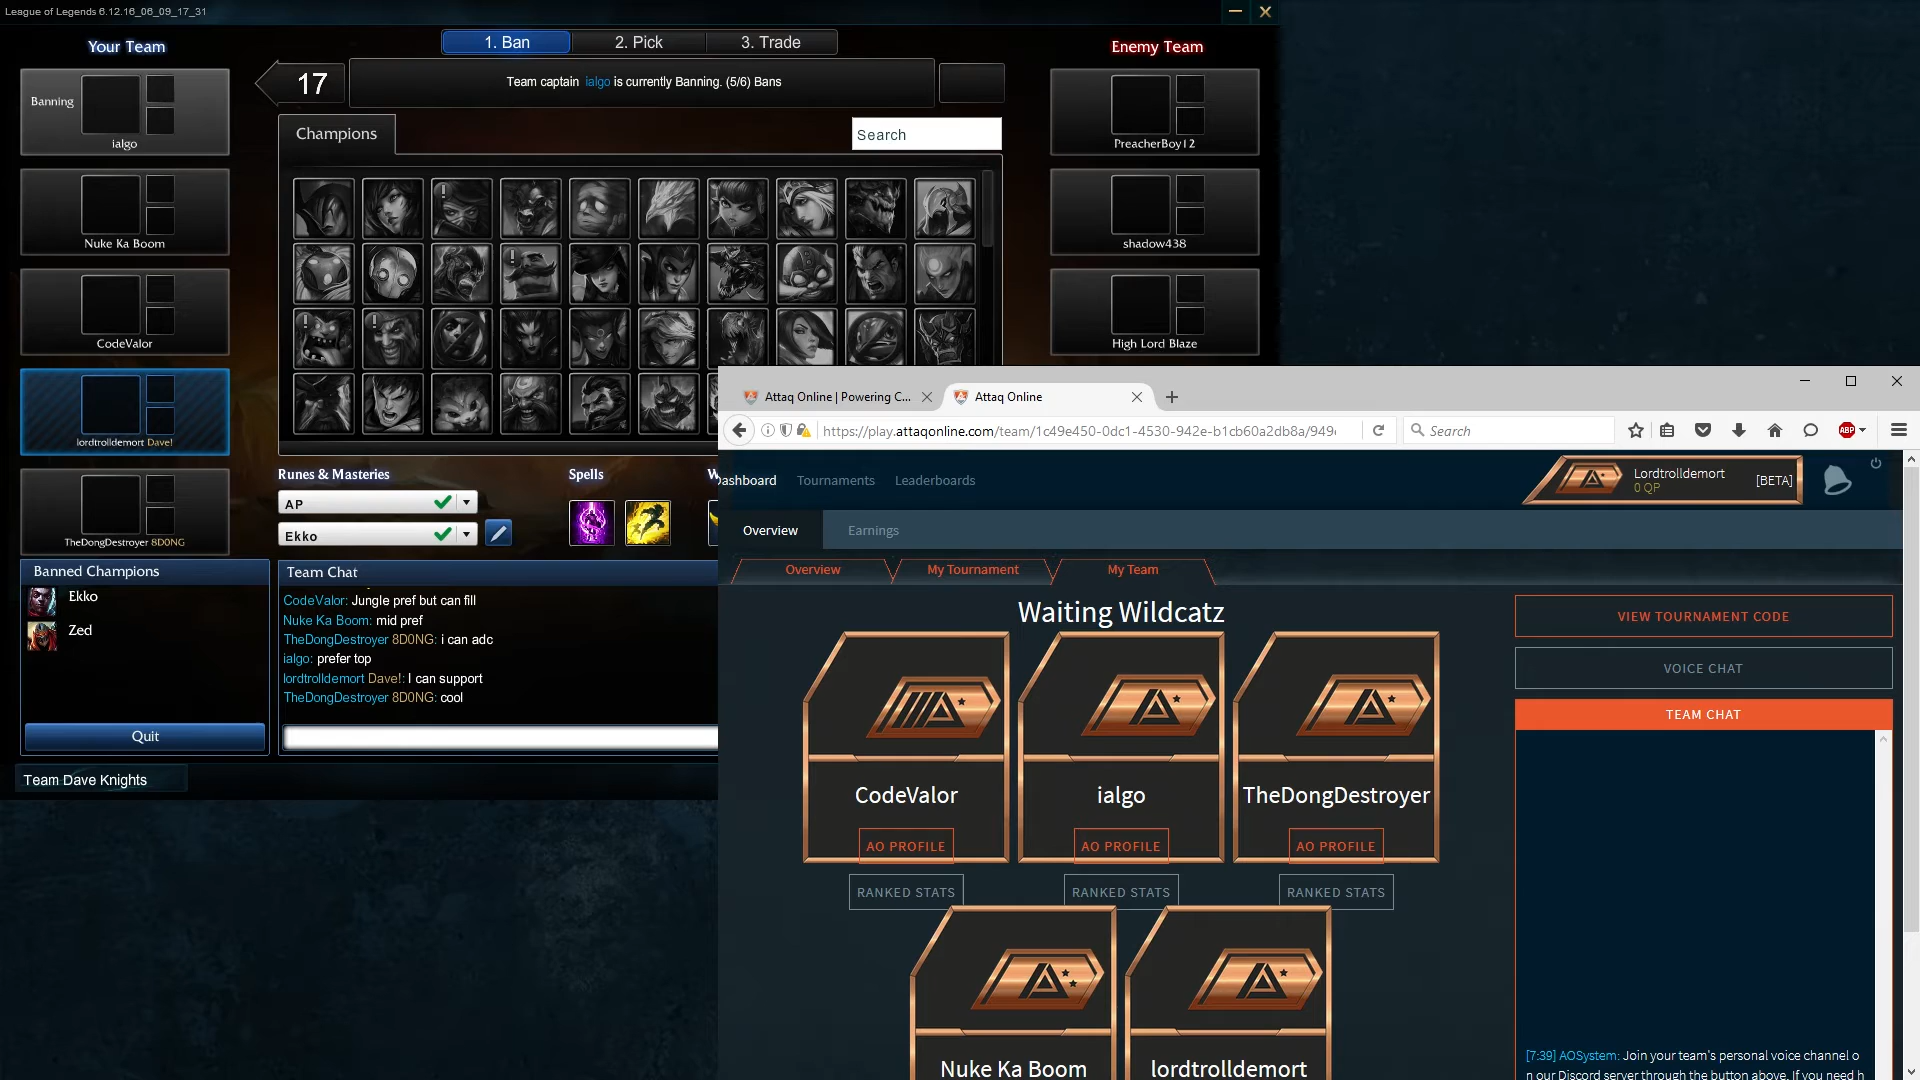 League of Legends 6.12.16_06_09_17_31
Your Team
1. Ban
2. Pick
3. Trade
Enemy Team
17
Team captain ialgo is currently Banning. (5/6) Bans
Banning
ialgo
Nuke Ka Boom
CodeValor
lordtrolldemort Dave!
TheDongDestroyer 8D0NG
Champions
Search
PreacherBoy12
shadow438
High Lord Blaze
Runes & Masteries
AP
Ekko
Spells
Banned Champions
Ekko
Zed
Quit
Team Dave Knights
Team Chat
CodeValor: Jungle pref but can fill
Nuke Ka Boom: mid pref
TheDongDestroyer 8D0NG: i can adc
ialgo: prefer top
lordtrolldemort Dave!: I can support
TheDongDestroyer 8D0NG: cool
Attaq Online | Powering C...
Attaq Online
https://play.attaqonline.com/team/1c49e450-0dc1-4530-942e-b1cb60a2db8a/949
Search
ABP
Dashboard
Tournaments
Leaderboards
Lordtrolldemort
0 QP
[BETA]
Overview
Earnings
Overview
My Tournament
My Team
Waiting Wildcatz
CodeValor
AO PROFILE
RANKED STATS
ialgo
AO PROFILE
RANKED STATS
TheDongDestroyer
AO PROFILE
RANKED STATS
Nuke Ka Boom
lordtrolldemort
VIEW TOURNAMENT CODE
VOICE CHAT
TEAM CHAT
[7:39] AOSystem: Join your team's personal voice channel o
n our Discord server through the button above. If you need h